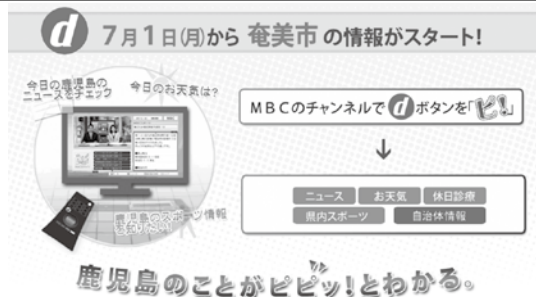 d 7月1日(月)から 奄美市 の情報がスタート!
今日の鹿児島の
ニュースをチェック
今日のお天気は?
鹿児島のスポーツ情報
も知りたい!
MBCのチャンネルで d ボタンを「ピ!」
↓
ニュース お天気 休日診療
県内スポーツ 自治体情報
鹿児島のことがピピッ!とわかる。